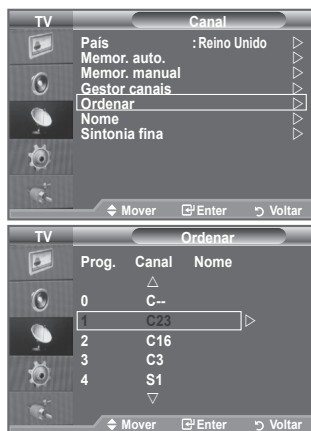 TV Canal
País : Reino Unido
Memor. auto.
Memor. manual
Gestor canais
Ordenar
Nome
Sintonia fina
Mover Enter Voltar
TV Ordenar
Prog. Canal Nome
0 C--
1 C23
2 C16
3 C3
4 S1
Mover Enter Voltar